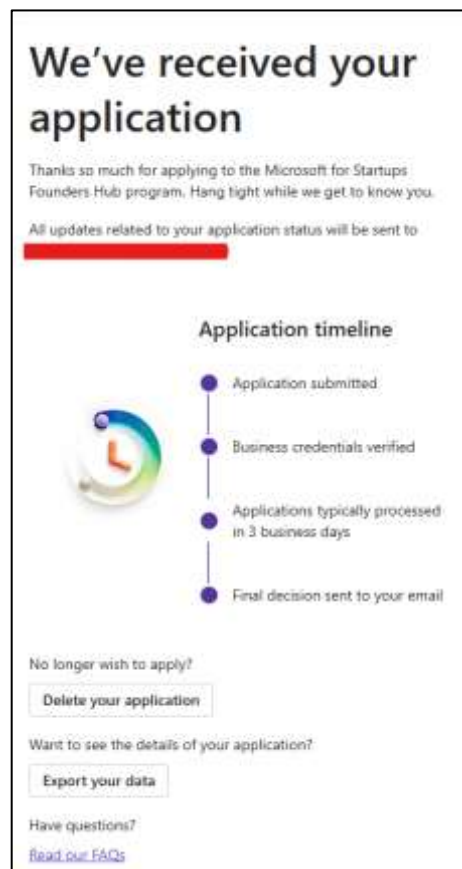 We've received your
application
Thanks so much for applying to the Microsoft for Startups
Founders Hub program. Hang tight while we get to know you.
All updates related to your application status will be sent to
Application timeline
Application submitted
Business credentials verified
Applications typically processed
in 3 business days
Final decision sent to your email
No longer wish to apply?
Delete your application
Want to see the details of your application?
Export your data
Have questions?
Read our FAQs